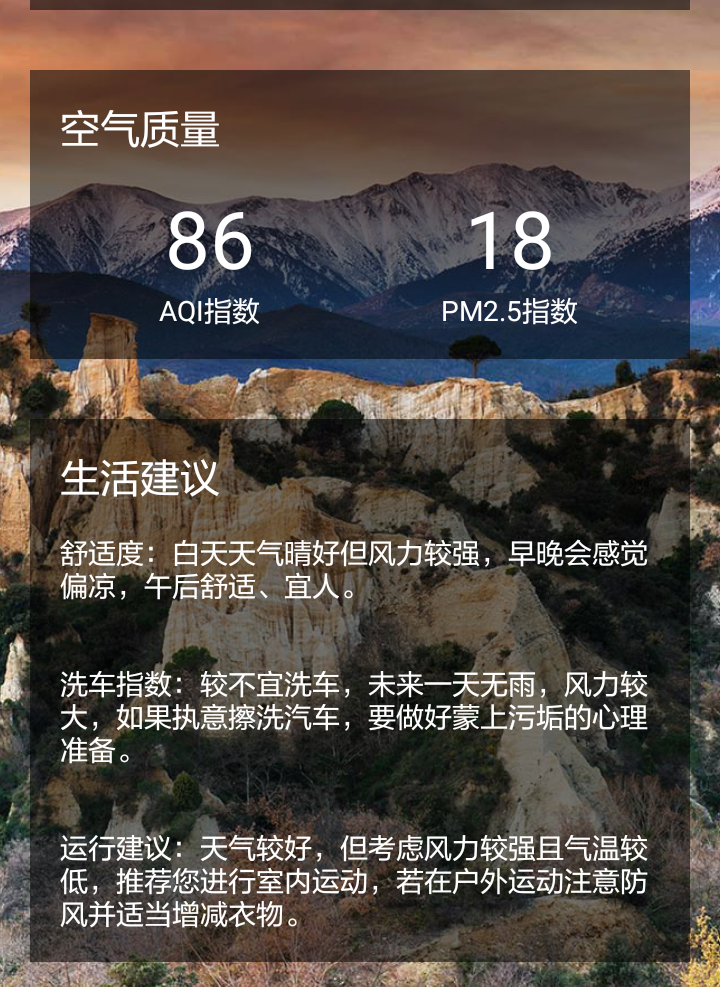 空气质量
86
18
AQI指数
PM2.5指数
生活建议
舒适度：白天天气晴好但风力较强，早晚会感觉
偏凉，午后舒适、宜人。
洗车指数：较不宜洗车，未来一天无雨，风力较
大，如果执意擦洗汽车，要做好蒙上污垢的心理
准备。
运行建议：天气较好，但考虑风力较强且气温较
低，推荐您进行室内运动，若在户外运动注意防
风并适当增减衣物。